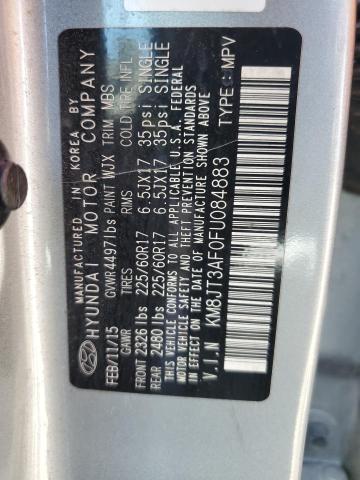 MANUFACTURED IN KOREA BY
HYUNDAI MOTOR COMPANY
FEB/11/15 GVWR 4497 lbs PAINT WJX TRIM MBS
GAWR TIRES RIMS COLD TIRE INFL
FRONT 2326 lbs 225/60R17 6.5JX17 35psi SINGLE
REAR 2480 lbs 225/60R17 6.5JX17 35psi SINGLE
THIS VEHICLE CONFORMS TO ALL APPLICABLE U.S.A. FEDERAL
MOTOR VEHICLE SAFETY BUMPER AND THEFT PREVENTION STANDARDS
IN EFFECT ON THE DATE OF MANUFACTURE SHOWN ABOVE
V.I.N KM8JT3AF0FU084883 TYPE: MPV